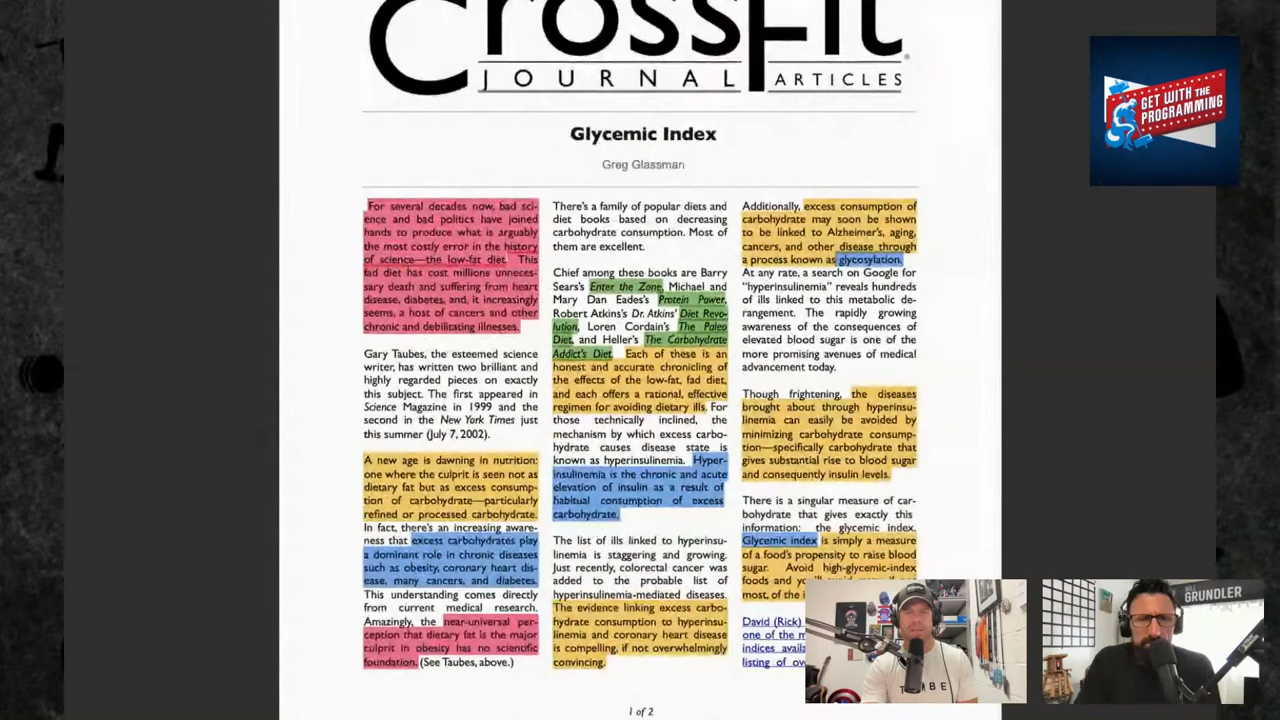 CrossFit
JOURNAL ARTICLES
GET WITH THE
PROGRAMMING
Glycemic Index
Greg Glassman
For several decades now, bad sci-
ence and bad politics have joined
hands to produce what is arguably
the most costly error in the history
of science—the low-fat diet. This
fad diet has cost millions unneces-
sary death and suffering from heart
disease, diabetes, and, it increasingly
seems, a host of cancers and other
chronic and debilitating illnesses.
Gary Taubes, the esteemed science
writer, has written two brilliant and
highly regarded pieces on exactly
this subject. The first appeared in
Science Magazine in 1999 and the
second in the New York Times just
this summer (July 7, 2002).
A new age is dawning in nutrition:
one where the culprit is seen not as
dietary fat but as excess consump-
tion of carbohydrate—particularly
refined or processed carbohydrate.
In fact, there's an increasing aware-
ness that excess carbohydrates play
a dominant role in chronic diseases
such as obesity, coronary heart dis-
ease, many cancers, and diabetes.
This understanding comes directly
from current medical research.
Amazingly, the near-universal per-
ception that dietary fat is the major
culprit in obesity has no scientific
foundation. (See Taubes, above.)
There's a family of popular diets and
diet books based on decreasing
carbohydrate consumption. Most of
them are excellent.
Chief among these books are Barry
Sears's Enter the Zone, Michael and
Mary Dan Eades's Protein Power,
Robert Atkins's Dr. Atkins' Diet Revo-
lution, Loren Cordain's The Paleo
Diet, and Heller's The Carbohydrate
Addict's Diet. Each of these is an
honest and accurate chronicling of
the effects of the low-fat, fad diet,
and each offers a rational, effective
regimen for avoiding dietary ills. For
those technically inclined, the
mechanism by which excess carbo-
hydrate causes disease state is
known as hyperinsulinemia. Hyper-
insulinemia is the chronic and acute
elevation of insulin as a result of
habitual consumption of excess
carbohydrate.
The list of ills linked to hyperinsu-
linemia is staggering and growing.
Just recently, colorectal cancer was
added to the probable list of
hyperinsulinemia-mediated diseases.
The evidence linking excess carbo-
hydrate consumption to hyperinsu-
linemia and coronary heart disease
is compelling, if not overwhelmingly
convincing.
Additionally, excess consumption of
carbohydrate may soon be shown
to be linked to Alzheimer's, aging,
cancers, and other disease through
a process known as glycosylation.
At any rate, a search on Google for
"hyperinsulinemia" reveals hundreds
of ills linked to this metabolic de-
rangement. The rapidly growing
awareness of the consequences of
elevated blood sugar is one of the
more promising avenues of medical
advancement today.
Though frightening, the diseases
brought about through hyperinsu-
linemia can easily be avoided by
minimizing carbohydrate consump-
tion—specifically carbohydrate that
gives substantial rise to blood sugar
and consequently insulin levels.
There is a singular measure of car-
bohydrate that gives exactly this
information: the glycemic index.
Glycemic index is simply a measure
of a food's propensity to raise blood
sugar. Avoid high-glycemic-index
foods and
most, of the
David (Rick)
one of the m
indices avail
listing of ov
1 of 2
GRUNDLER